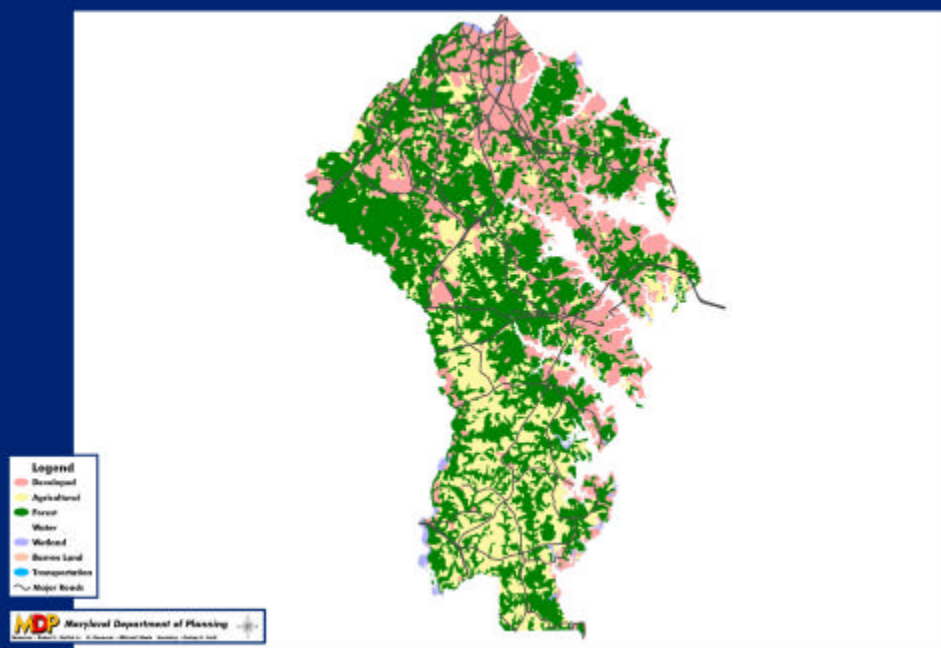 Legend
Developed
Agricultural
Forest
Water
Wetland
Barren Land
Transportation
Major Roads
MDP Maryland Department of Planning